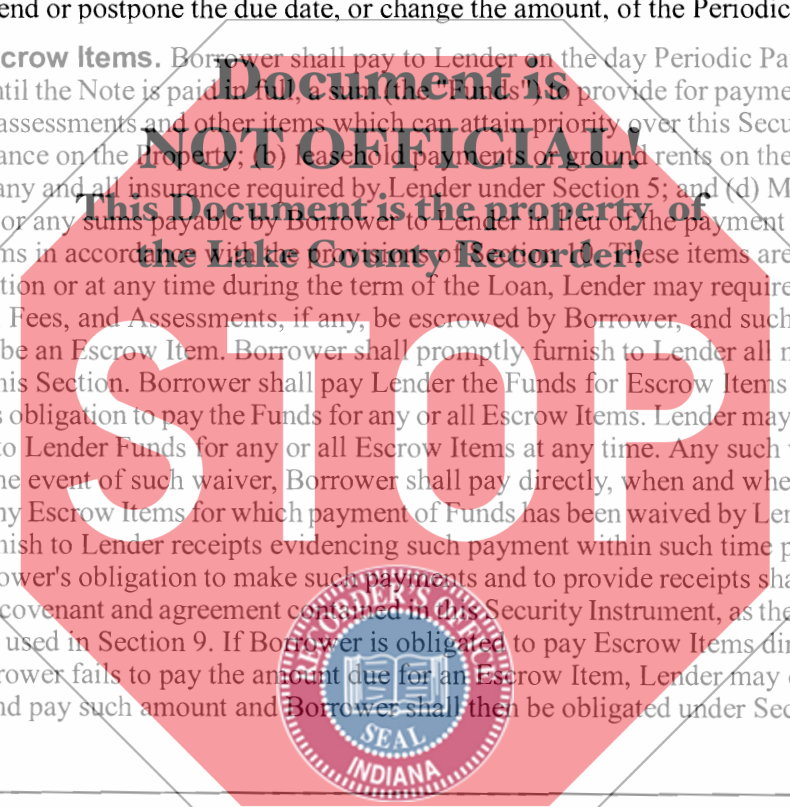 end or postpone the due date, or change the amount, of the Periodic
crow Items. Borrower shall pay to Lender on the day Periodic Pa
til the Note is paid in full, a sum (the "Funds") to provide for payme
assessments and other items which can attain priority over this Secu
ance on the Property; (b) leasehold payments or ground rents on the
any and all insurance required by Lender under Section 5; and (d) M
or any sums payable by Borrower to Lender in lieu of the payment
ms in accordance with the provisions of Section 10. These items are
tion or at any time during the term of the Loan, Lender may require
Fees, and Assessments, if any, be escrowed by Borrower, and such
be an Escrow Item. Borrower shall promptly furnish to Lender all n
his Section. Borrower shall pay Lender the Funds for Escrow Items
s obligation to pay the Funds for any or all Escrow Items. Lender may
to Lender Funds for any or all Escrow Items at any time. Any such
he event of such waiver, Borrower shall pay directly, when and whe
ny Escrow Items for which payment of Funds has been waived by Len
nish to Lender receipts evidencing such payment within such time p
ower's obligation to make such payments and to provide receipts sha
covenant and agreement contained in this Security Instrument, as the
used in Section 9. If Borrower is obligated to pay Escrow Items dir
rower fails to pay the amount due for an Escrow Item, Lender may
nd pay such amount and Borrower shall then be obligated under Sec
Document is
NOT OFFICIAL!
This Document is the property of
the Lake County Recorder!
STOP
RECORDER'S OFFICE
SEAL
INDIANA